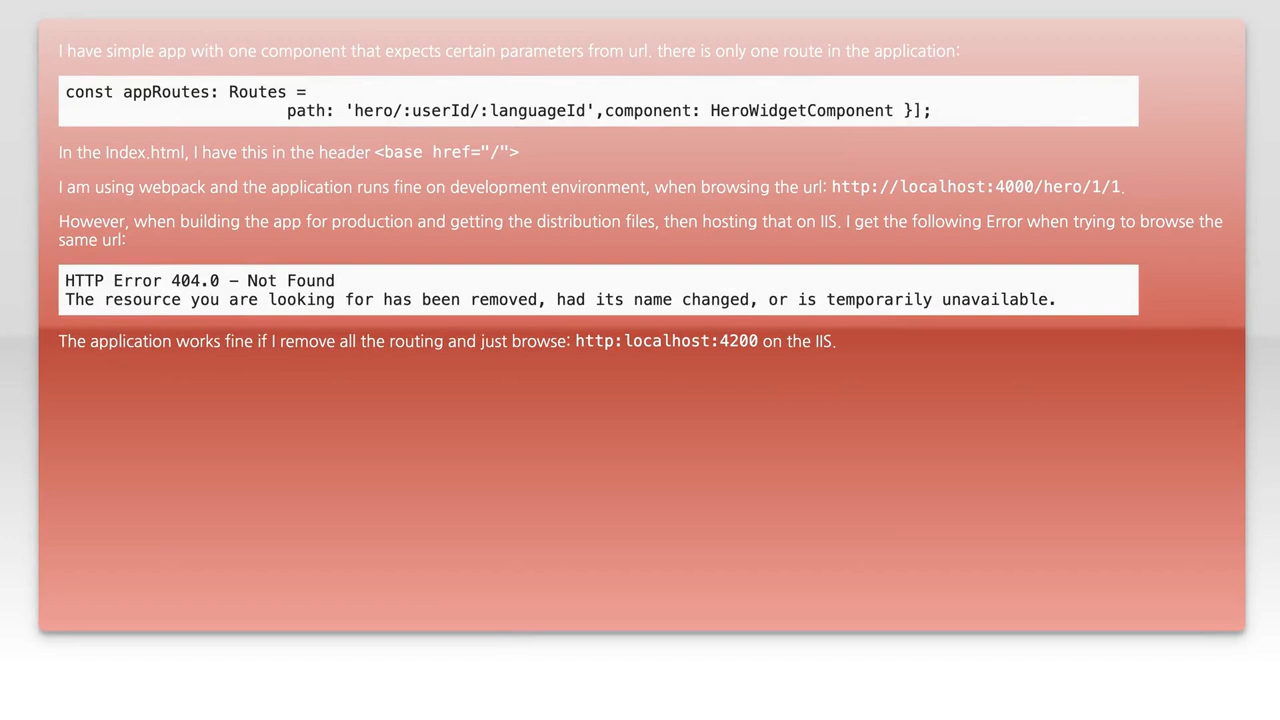 I have simple app with one component that expects certain parameters from url. there is only one route in the application:
const appRoutes: Routes =
path: 'hero/:userId/:languageId',component: HeroWidgetComponent }];
In the Index.html, I have this in the header <base href="/">
I am using webpack and the application runs fine on development environment, when browsing the url: http://localhost:4000/hero/1/1.
However, when building the app for production and getting the distribution files, then hosting that on IIS. I get the following Error when trying to browse the
same url:
HTTP Error 404.0 - Not Found
The resource you are looking for has been removed, had its name changed, or is temporarily unavailable.
The application works fine if I remove all the routing and just browse: http:localhost:4200 on the IIS.